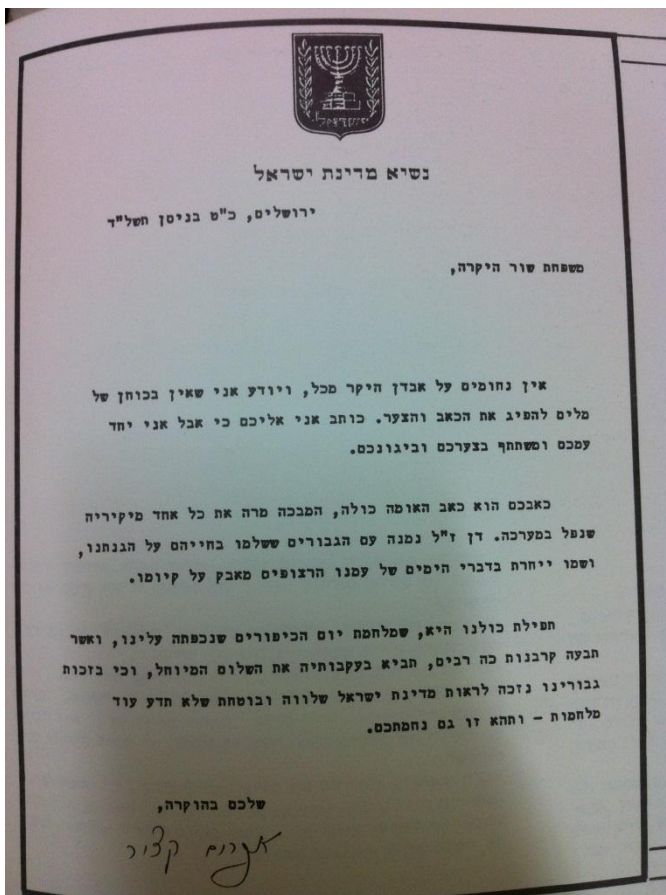 ישראל
נשיא מדינת ישראל
ירושלים, כ"ט בניסן תשל"ד
משפחת שור היקרה,
אין נחומים על אבדן היקר מכל, ויודע אני שאין בכוחן של
מלים להפיג את הכאב והצער. כותב אני אליכם כי אבל אני יחד
עמכם ומשתתף בצערכם וביגונכם.
כאבכם הוא כאב האומה כולה, המבכה מרה את כל אחד מיקיריה
שנפל במערכה. דן ז"ל נמנה עם הגבורים ששלמו בחייהם על הגנתנו,
ושמו ייחרת בדברי הימים של עמנו הרצופים מאבק על קיומו.
תפילת כולנו היא, שמלחמת יום הכיפורים שנכפתה עלינו, ואשר
תבעה קרבנות כה רבים, תביא בעקבותיה את השלום המיוחל, וכי בזכות
גבורינו נזכה לראות מדינת ישראל שלווה ובוטחת שלא תדע עוד
מלחמות – ותהא זו גם נחמתכם.
שלכם בהוקרה,
אפרים קציר